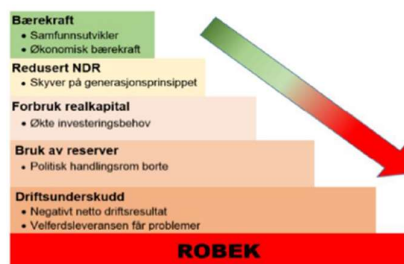 Bærekraft
• Samfunnsutvikler
• Økonomisk bærekraft
Redusert NDR
• Skyver på generasjonsprinsippet
Forbruk realkapital
• Økte investeringsbehov
Bruk av reserver
• Politisk handlingsrom borte
Driftsunderskudd
• Negativt netto driftsresultat
• Velferdsleveransen får problemer
ROBEK